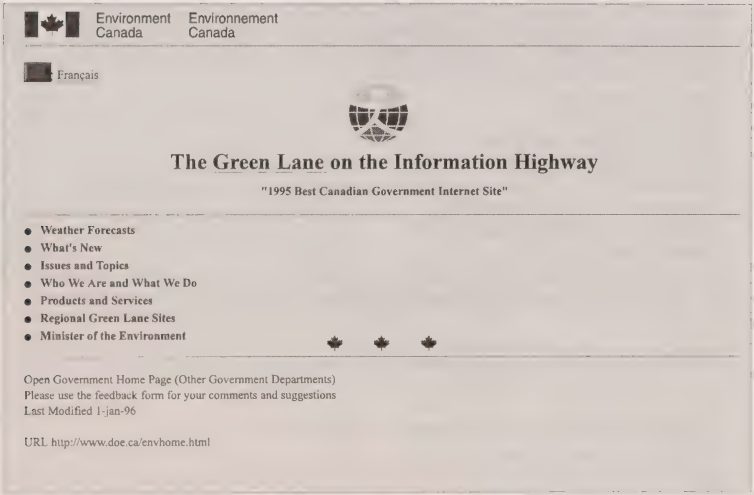 Environment Environnement
Canada Canada
Français
The Green Lane on the Information Highway
"1995 Best Canadian Government Internet Site"
Weather Forecasts
What's New
Issues and Topics
Who We Are and What We Do
Products and Services
Regional Green Lane Sites
Minister of the Environment
Open Government Home Page (Other Government Departments)
Please use the feedback form for your comments and suggestions
Last Modified 1-jan-96
URL http://www.doe.ca/envhome.html